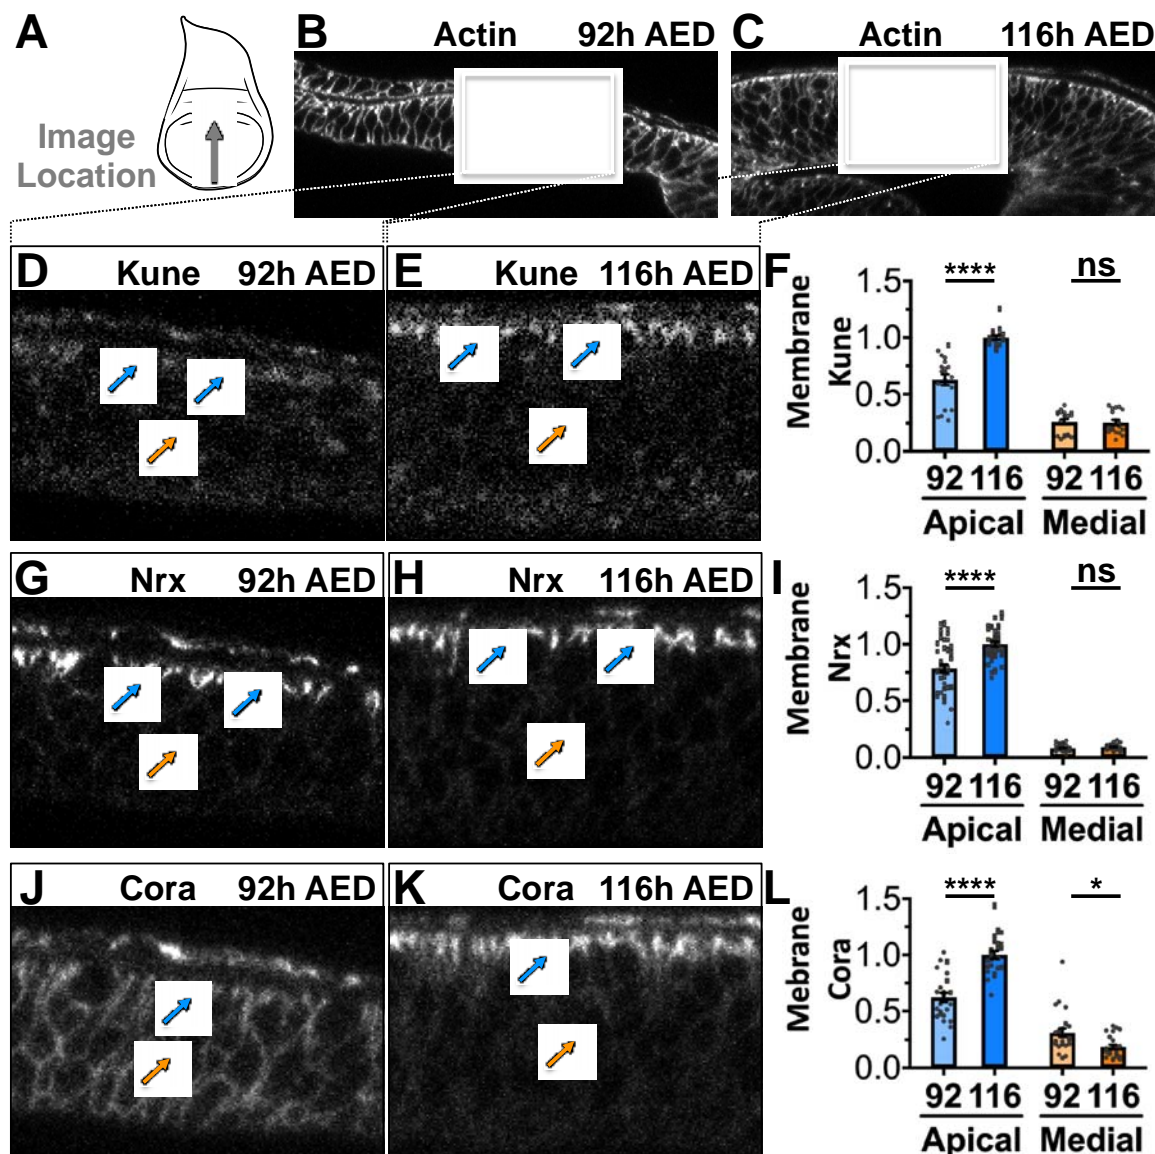 A
Image
Location
B Actin 92h AED
C Actin 116h AED
D Kune 92h AED
E Kune 116h AED
F
Membrane
Kune
**** ns
1.5
1.0
0.5
0.0
92 116 92 116
Apical Medial
G Nrx 92h AED
H Nrx 116h AED
I
Membrane
Nrx
**** ns
1.5
1.0
0.5
0.0
92 116 92 116
Apical Medial
J Cora 92h AED
K Cora 116h AED
L
Mebrane
Cora
**** *
1.5
1.0
0.5
0.0
92 116 92 116
Apical Medial